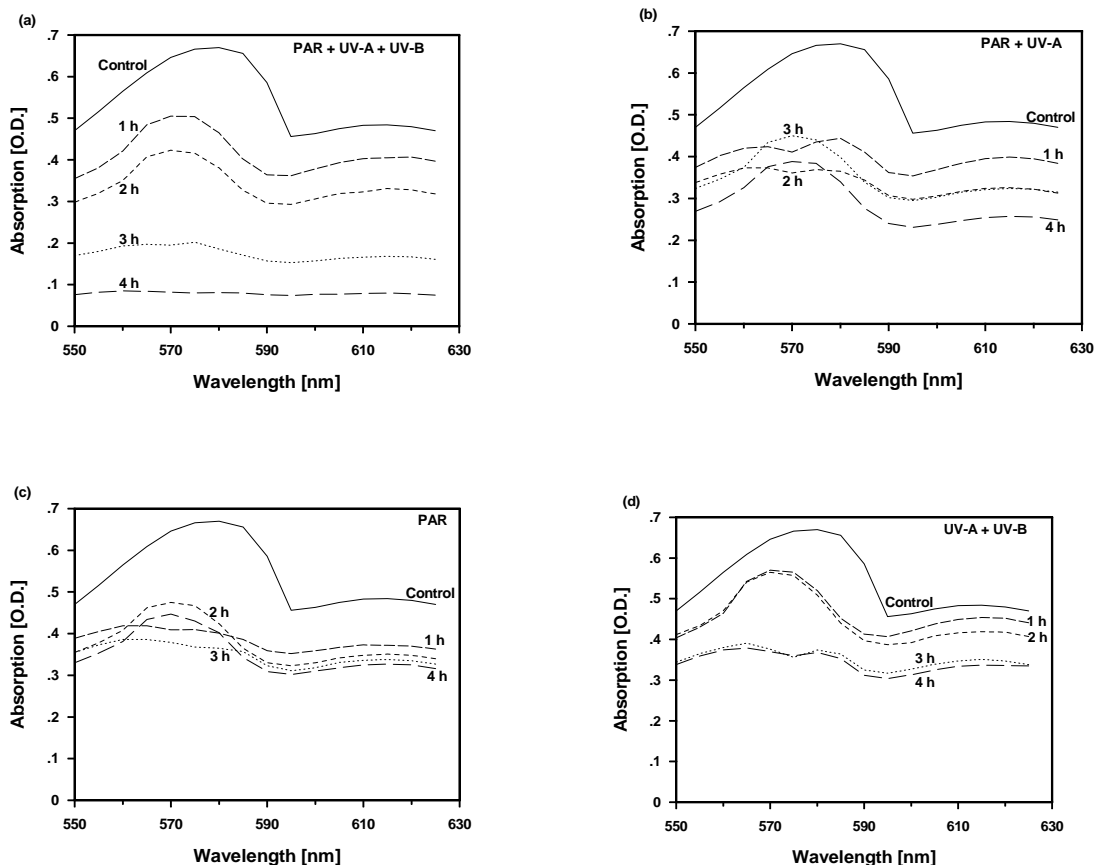 (a)
PAR + UV-A + UV-B
Control
1 h
2 h
3 h
4 h
.7
.6
.5
.4
.3
.2
.1
0
550
570
590
610
630
Absorption [O.D.]
Wavelength [nm]
(b)
PAR + UV-A
Control
3 h
1 h
2 h
4 h
.7
.6
.5
.4
.3
.2
.1
0
550
570
590
610
630
Absorption [O.D.]
Wavelength [nm]
(c)
PAR
Control
2 h
1 h
3 h
4 h
.7
.6
.5
.4
.3
.2
.1
0
550
570
590
610
630
Absorption [O.D.]
Wavelength [nm]
(d)
UV-A + UV-B
Control
1 h
2 h
3 h
4 h
.7
.6
.5
.4
.3
.2
.1
0
550
570
590
610
630
Absorption [O.D.]
Wavelength [nm]